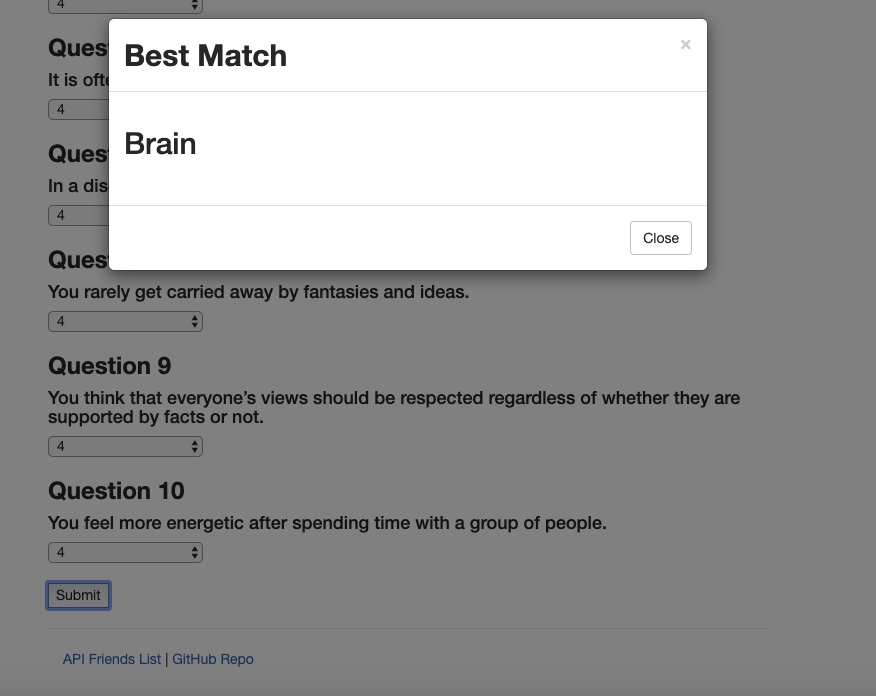 4
Best Match
×
Ques
It is ofte
4
Brain
Ques
In a dis
4
Close
Ques
You rarely get carried away by fantasies and ideas.
4
Question 9
You think that everyone’s views should be respected regardless of whether they are
supported by facts or not.
4
Question 10
You feel more energetic after spending time with a group of people.
4
Submit
API Friends List | GitHub Repo